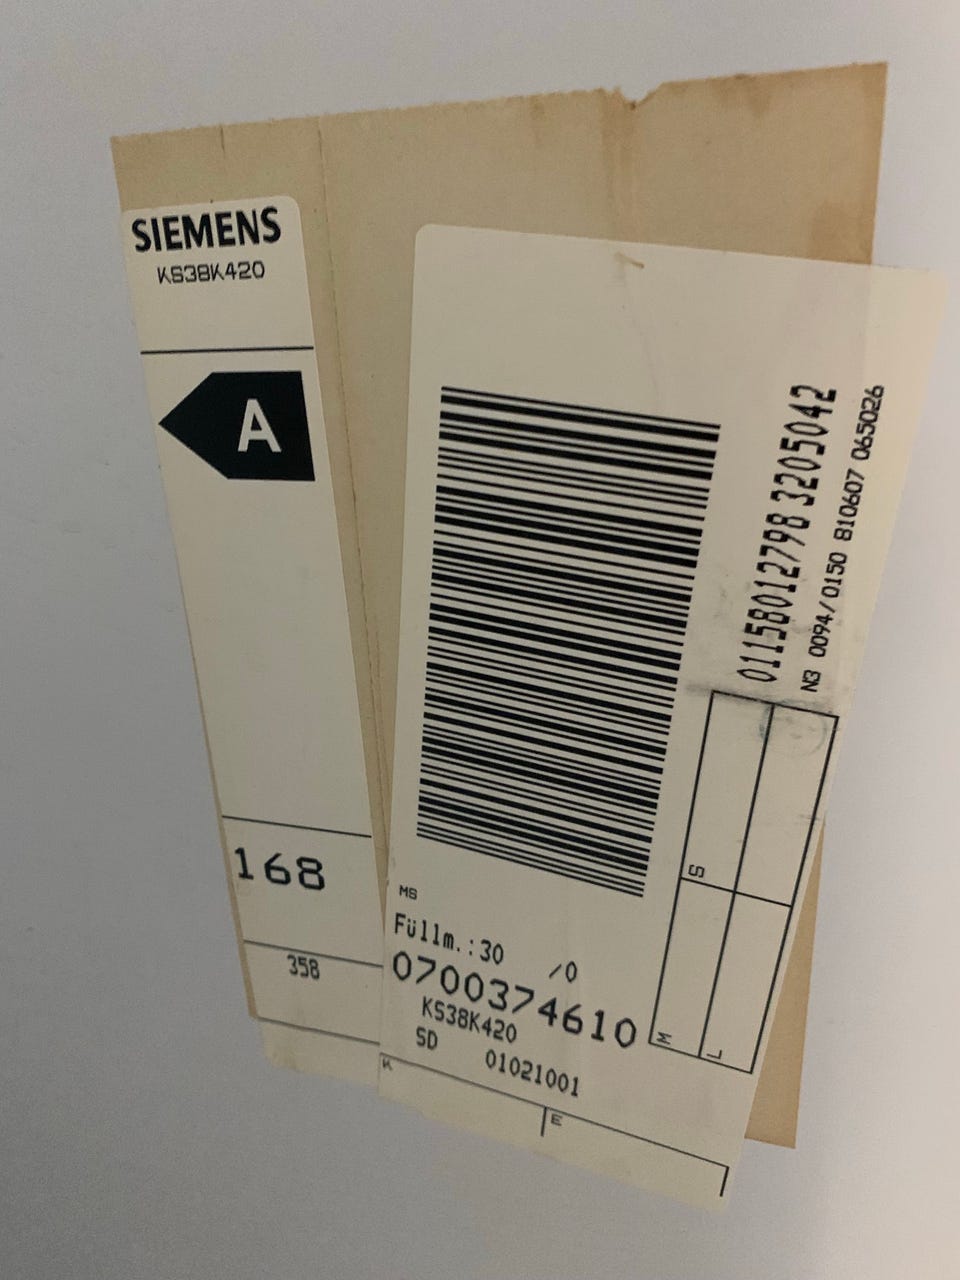 SIEMENS
KS38K420
A
168
358
01158012798 3205042
N3 0094/0150 810607 065026
S
M
L
MS
Füllm.:30 /0
0700374610
KS38K420
SD 01021001
K
E